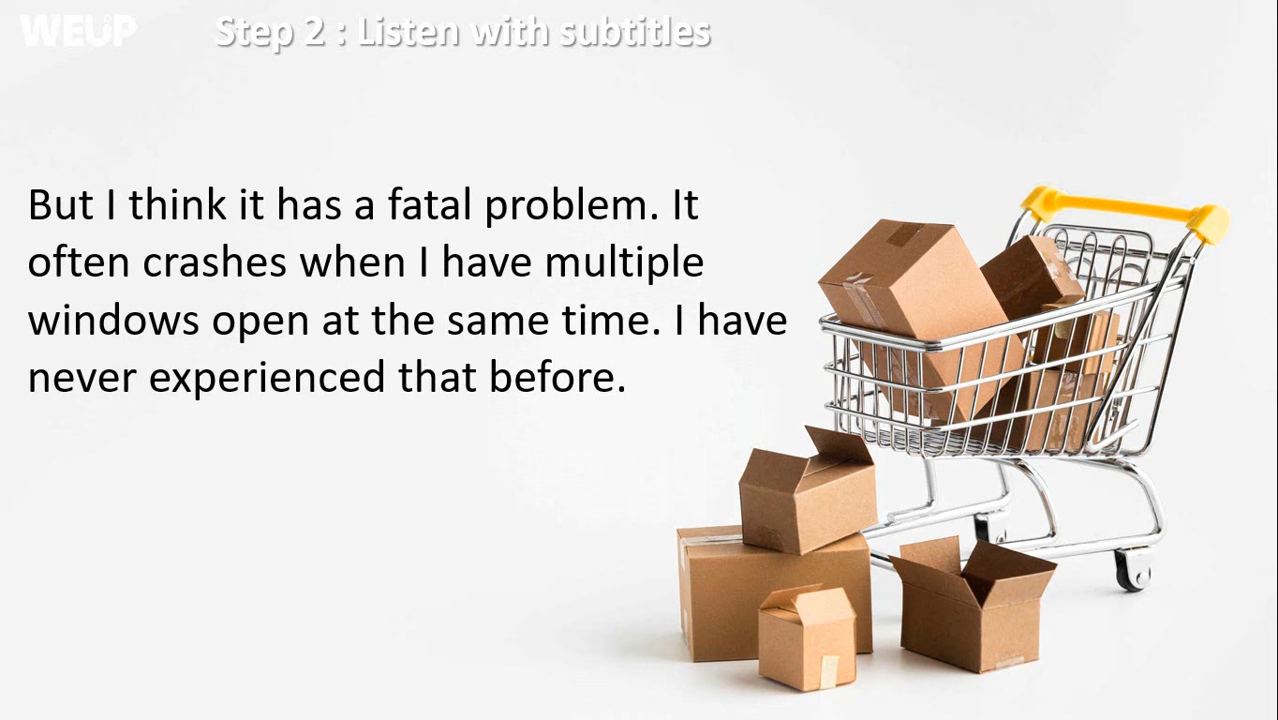 WEUP
Step 2 : Listen with subtitles
But I think it has a fatal problem. It
often crashes when I have multiple
windows open at the same time. I have
never experienced that before.